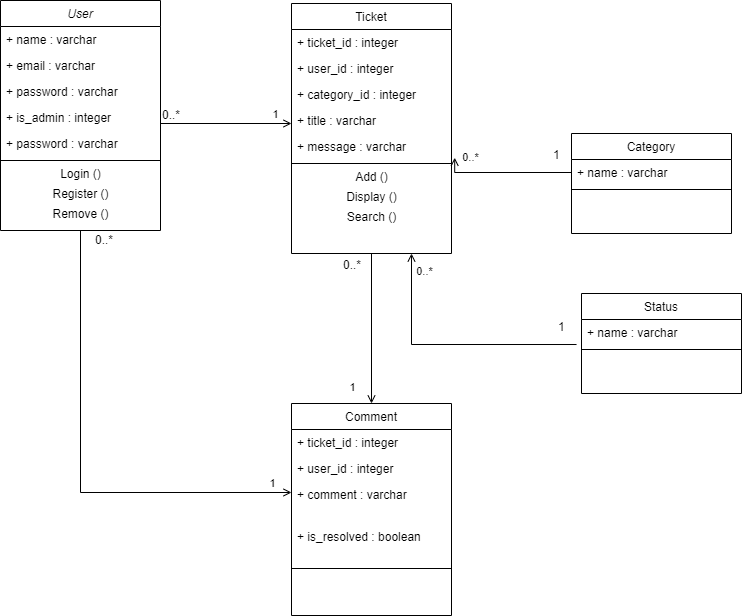 User
+ name : varchar
+ email : varchar
+ password : varchar
+ is_admin : integer
+ password : varchar
Login ()
Register ()
Remove ()
0..*
1
Ticket
+ ticket_id : integer
+ user_id : integer
+ category_id : integer
+ title : varchar
+ message : varchar
Add ()
Display ()
Search ()
0..*
1
Category
+ name : varchar
0..*
0..*
0..*
1
Status
+ name : varchar
1
Comment
+ ticket_id : integer
+ user_id : integer
+ comment : varchar
+ is_resolved : boolean
1